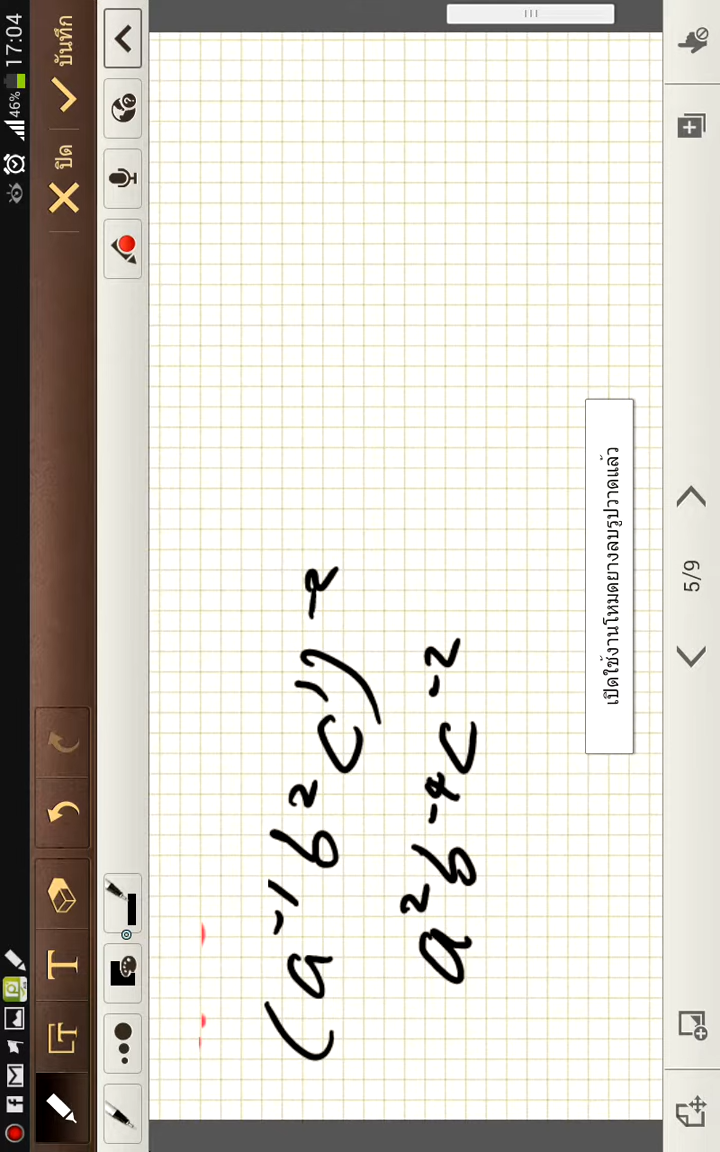 17:04
46%
ปิด
บันทึก
T
T
(a⁻¹b²c¹)⁻²
a²b⁻⁴c⁻²
เปิดใช้งานโหมดยางลบรูปวาดแล้ว
5/9